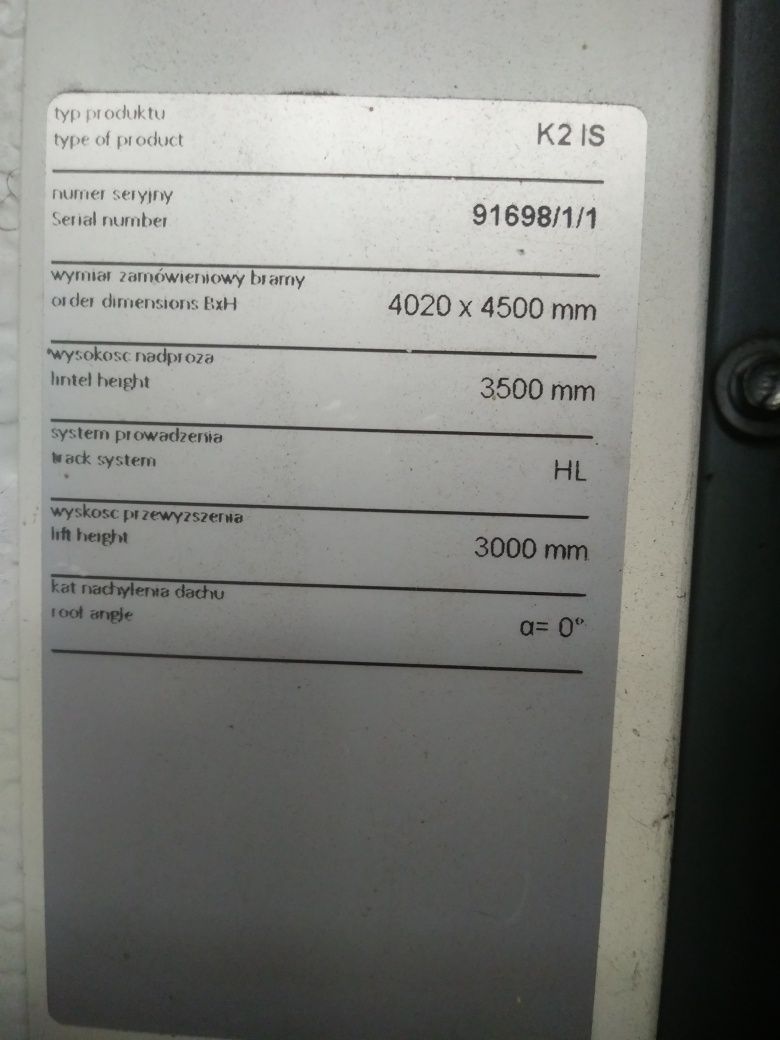 typ produktu
type of product
K2 IS
numer seryjny
Serial number
91698/1/1
wymiar zamówieniowy bramy
order dimensions BxH
4020 x 4500 mm
wysokosc nadproza
lintel height
3500 mm
system prowadzenia
track system
HL
wyskosc przewyzszenia
lift height
3000 mm
kat nachylenia dachu
roof angle
α= 0°